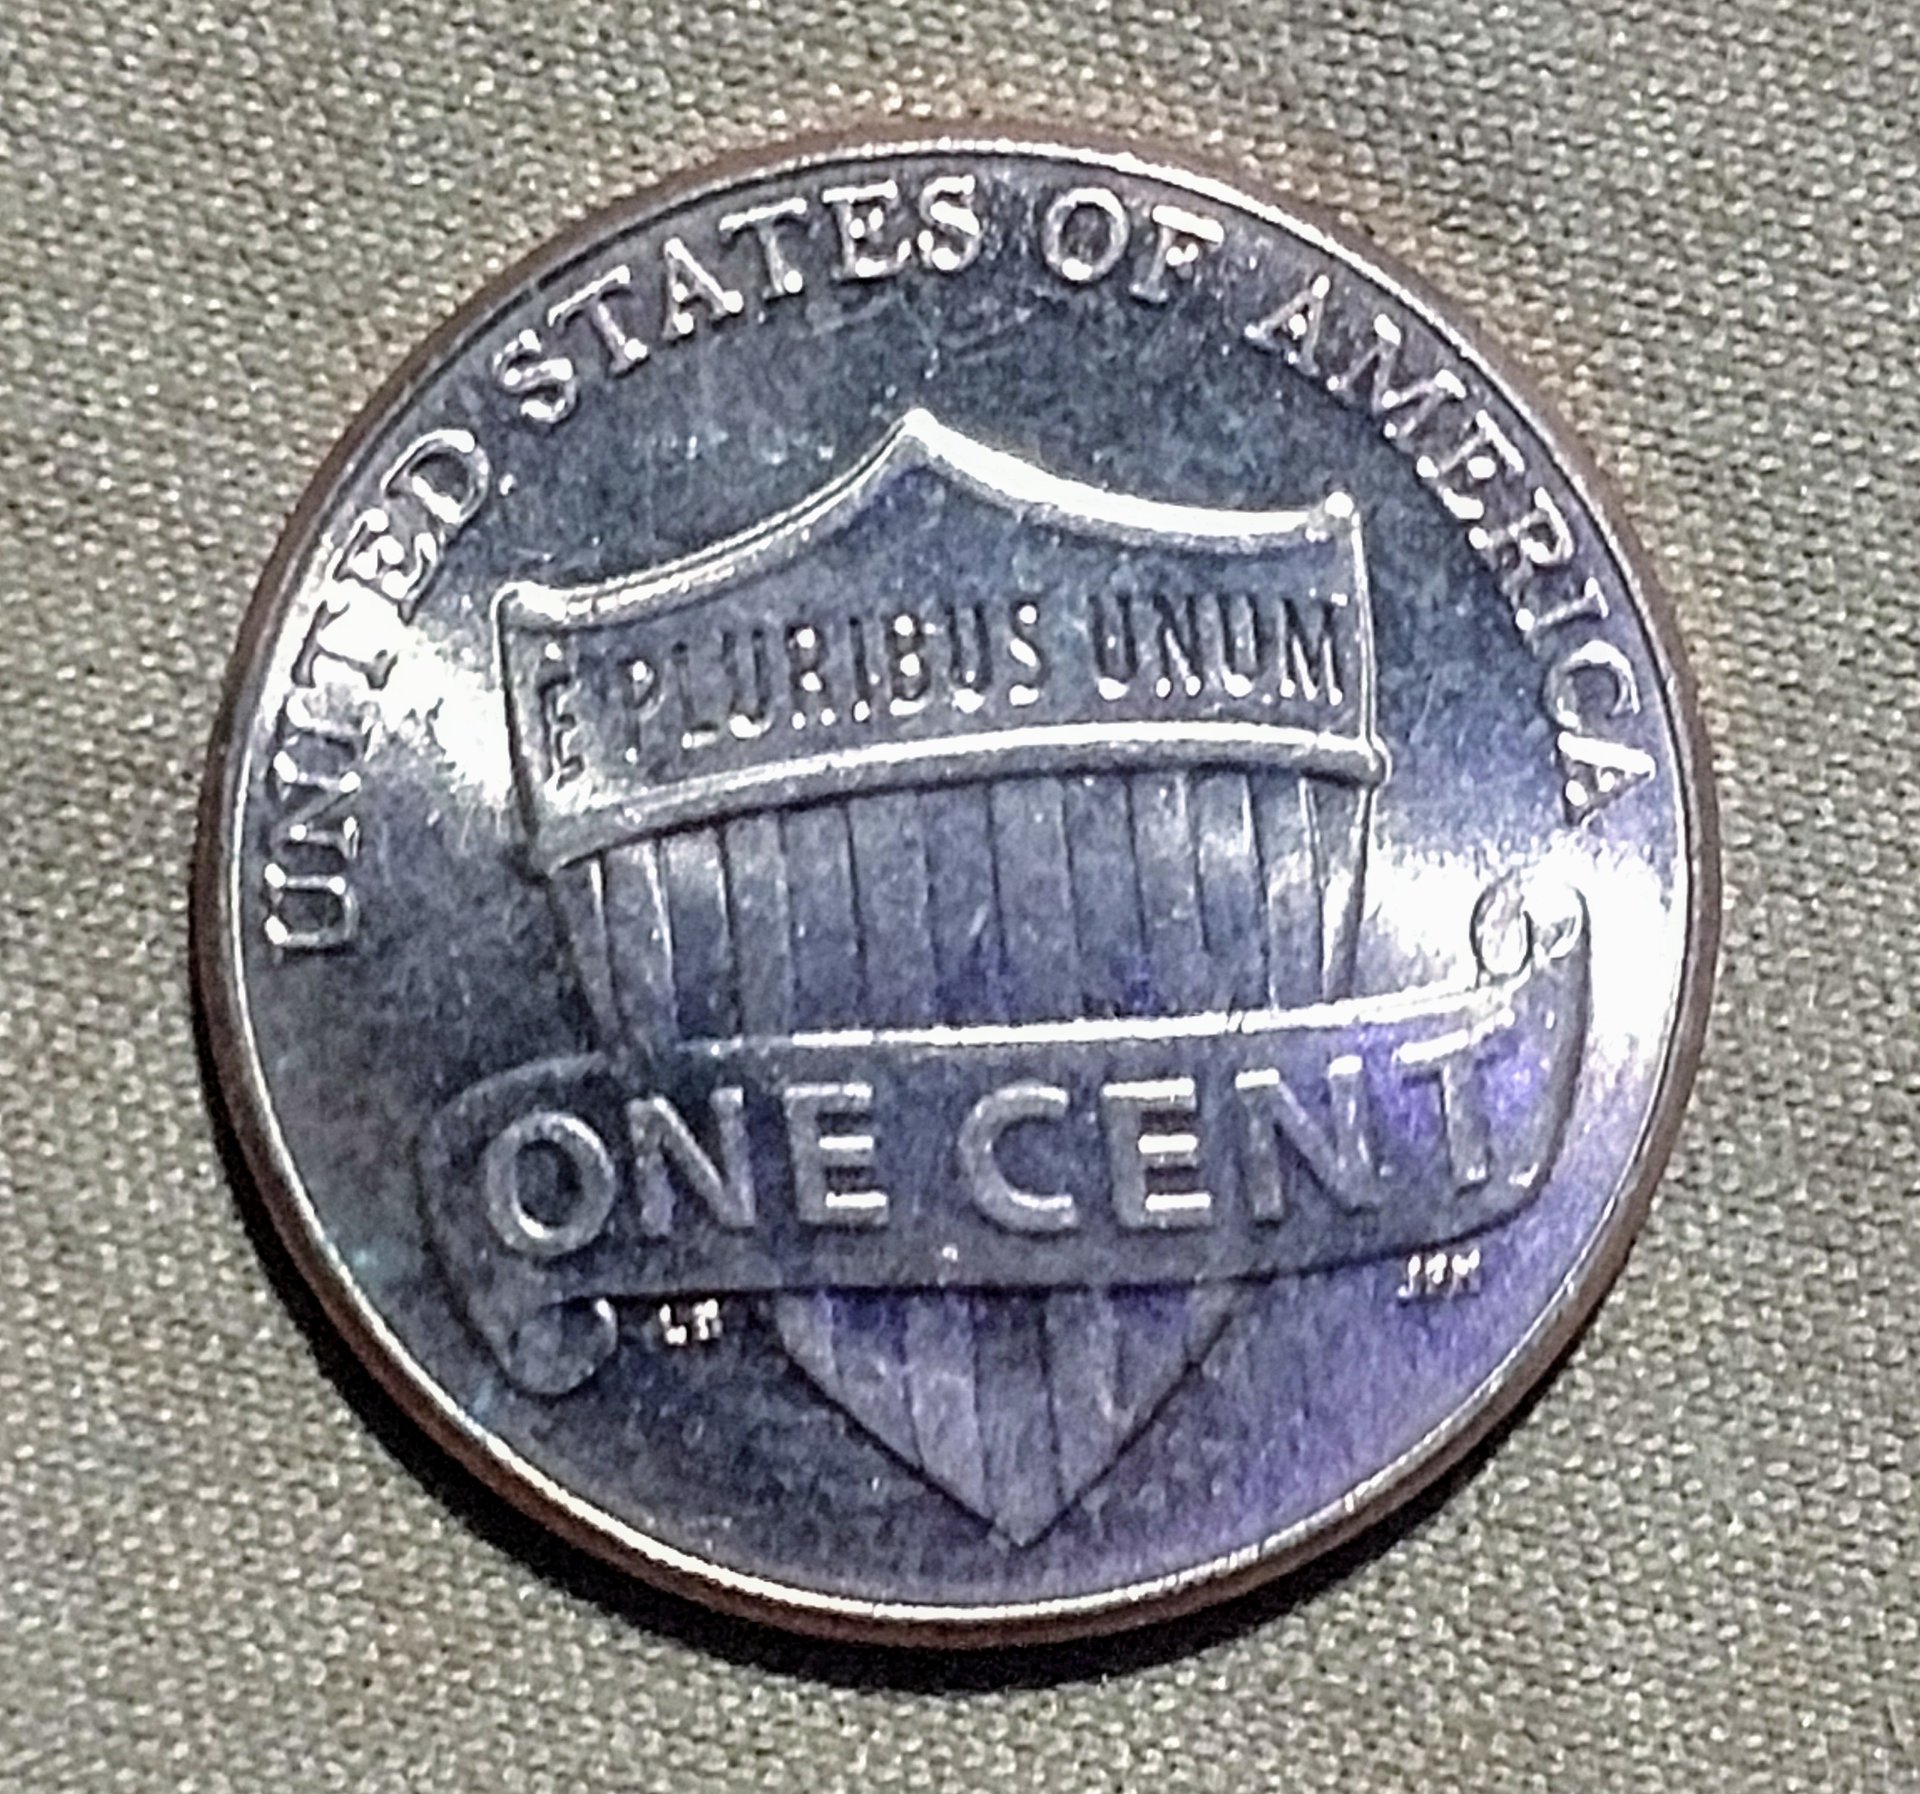 UNITED STATES OF AMERICA
E PLURIBUS UNUM
ONE CENT
LB JFM